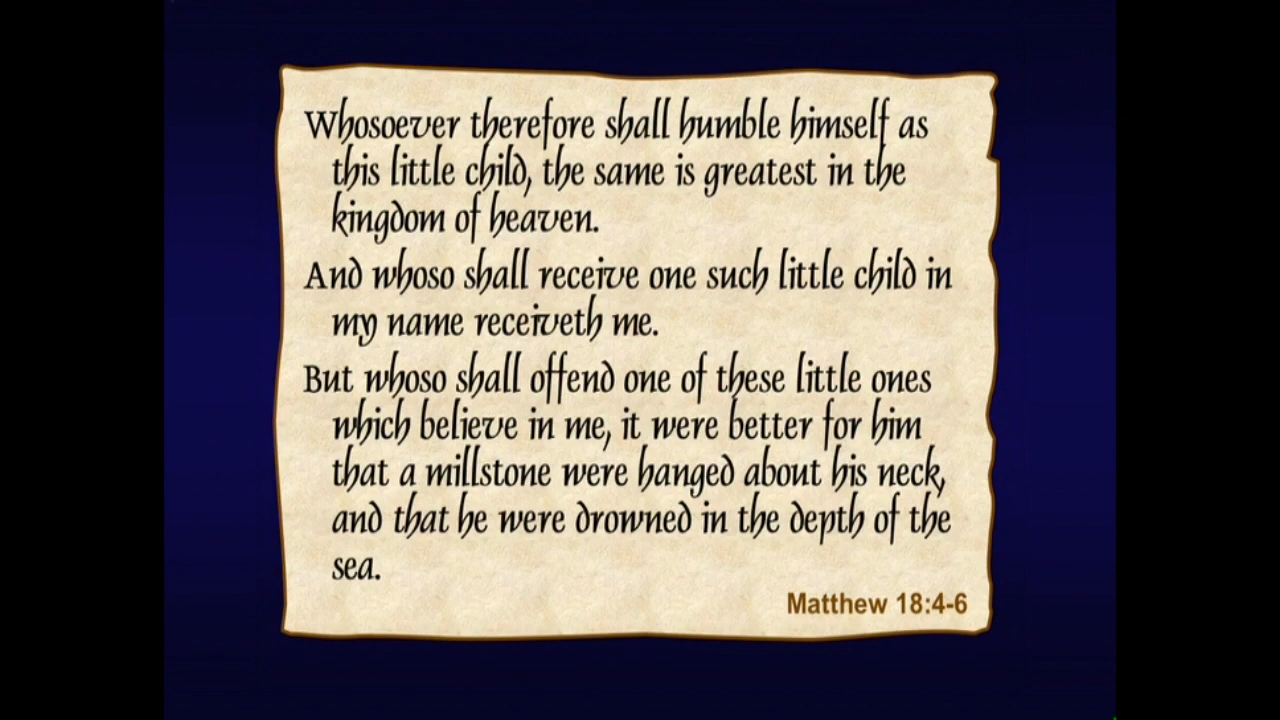 Whosoever therefore shall humble himself as
this little child, the same is greatest in the
kingdom of heaven.
And whoso shall receive one such little child in
my name receiveth me.
But whoso shall offend one of these little ones
which believe in me, it were better for him
that a millstone were hanged about his neck,
and that he were drowned in the depth of the
sea.
Matthew 18:4-6